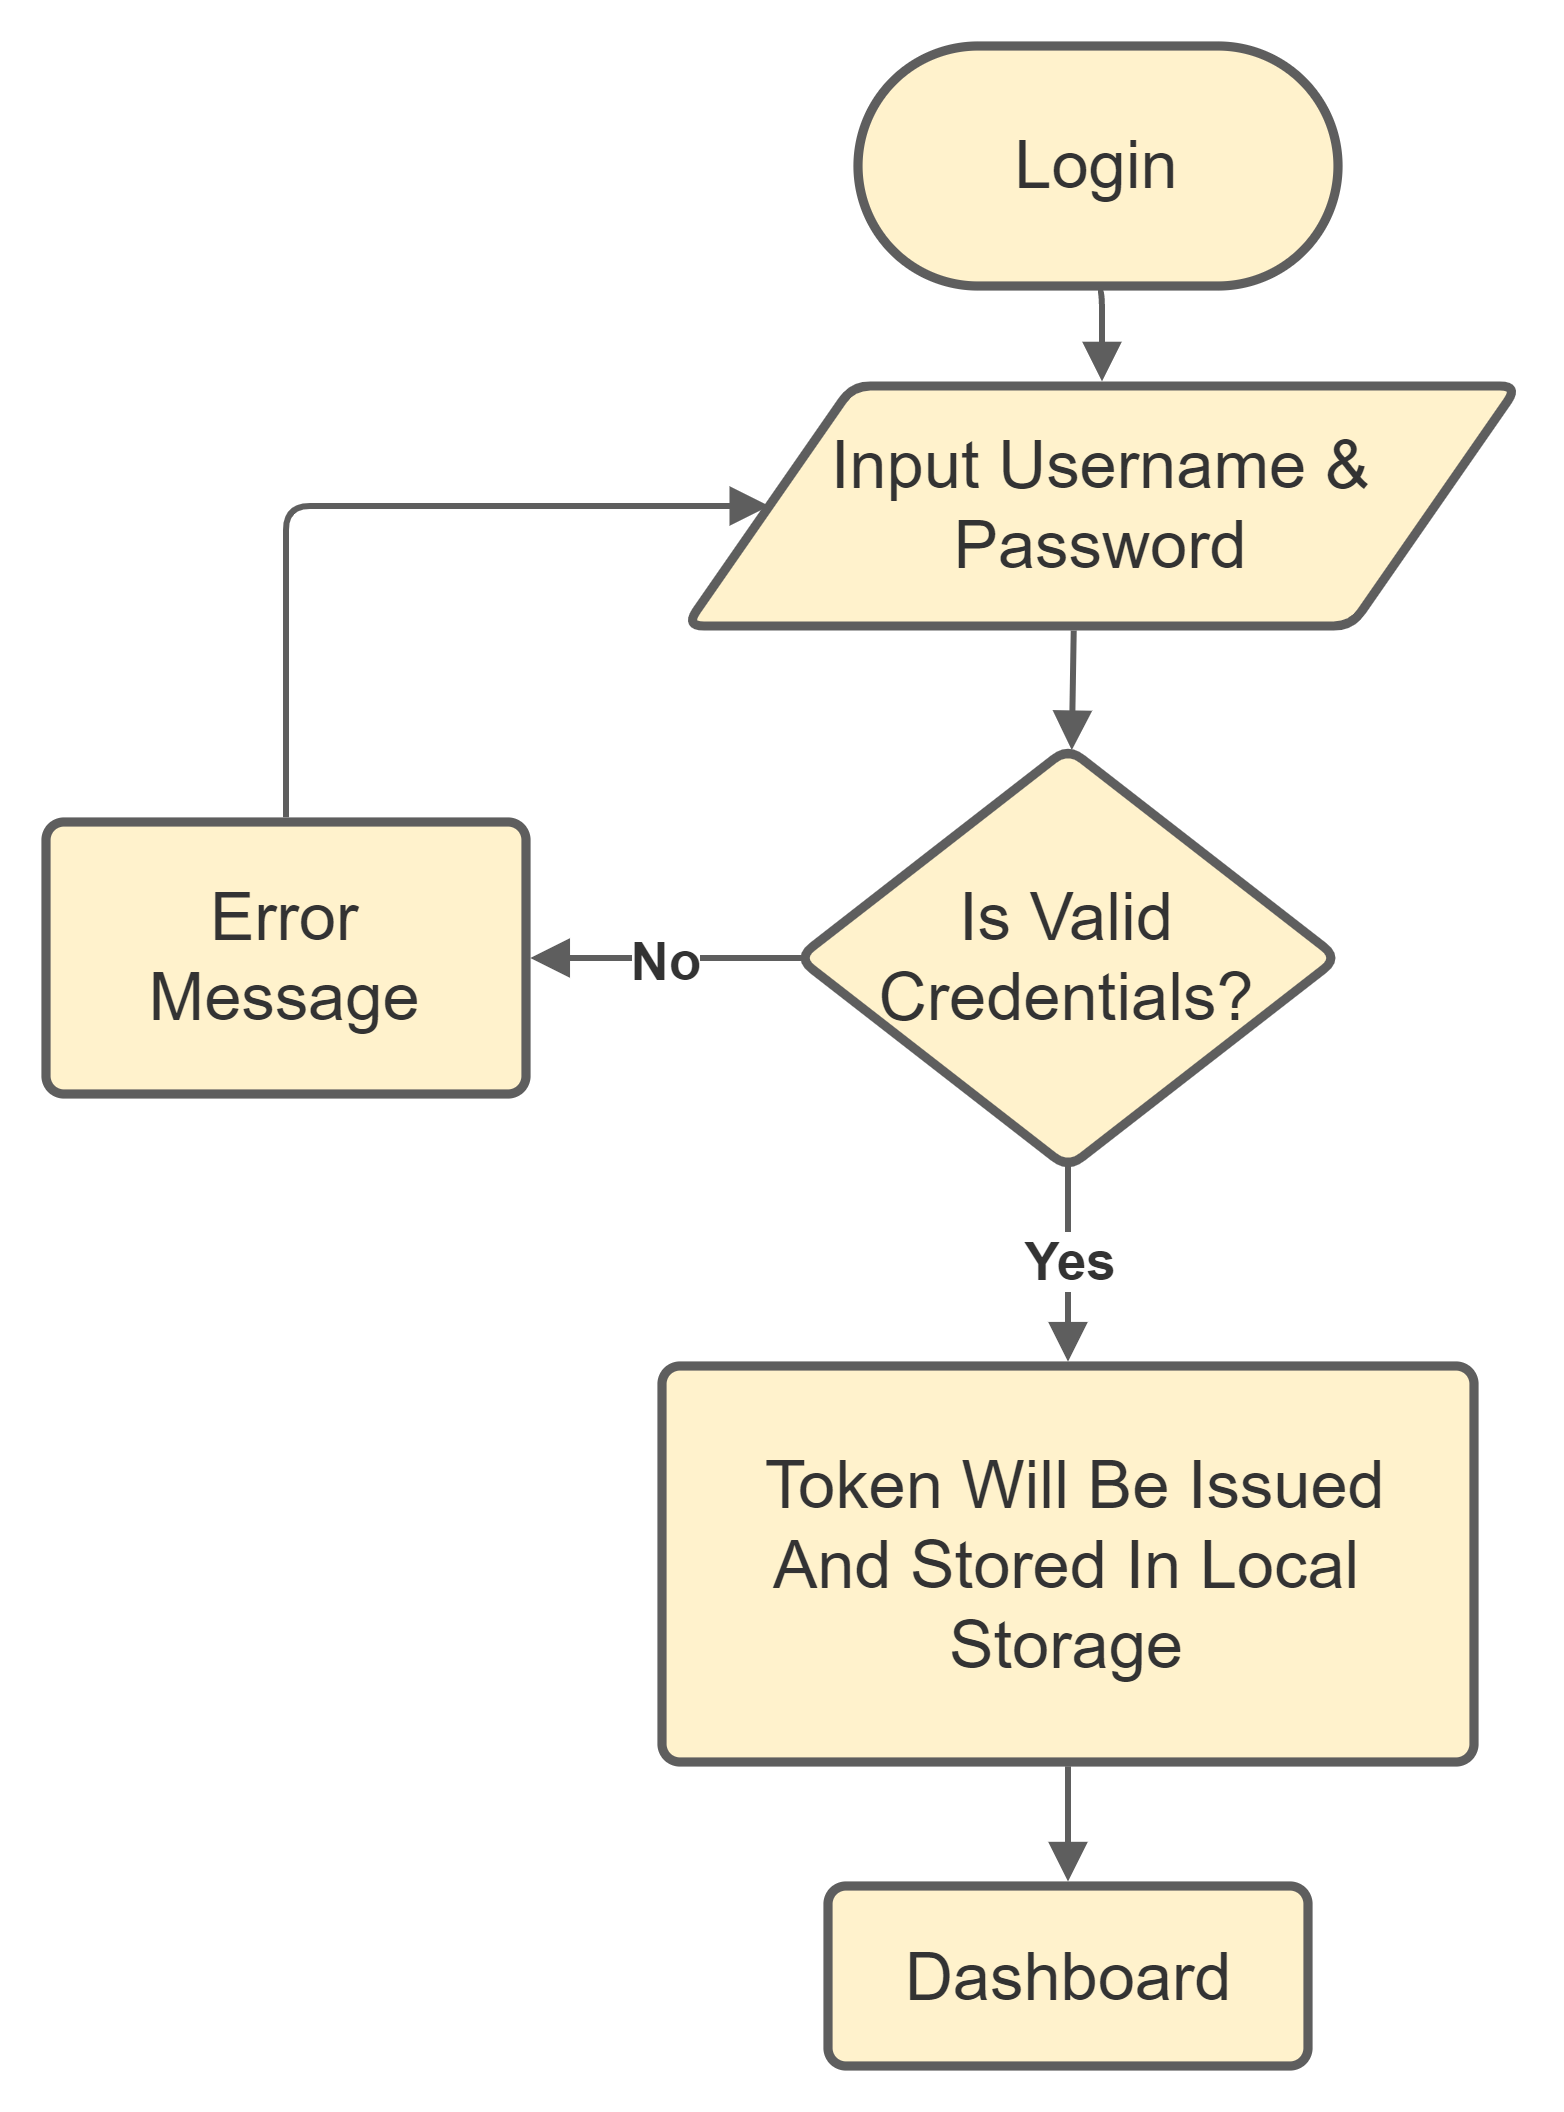 Login
Input Username &
Password
Is Valid
Credentials?
No
Error
Message
Yes
Token Will Be Issued
And Stored In Local
Storage
Dashboard